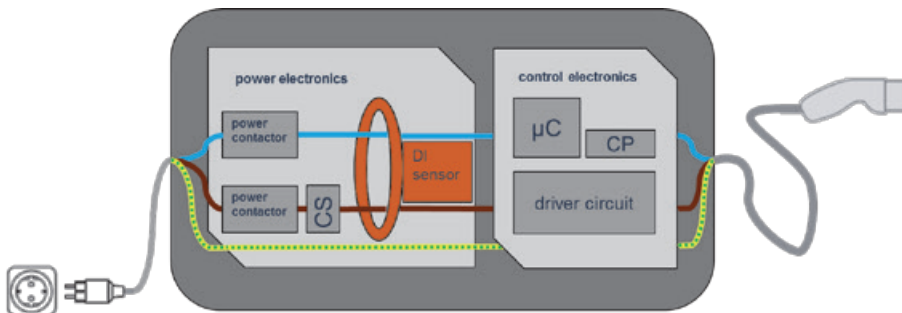 power electronics
control electronics
power
contactor
µC
CP
DI
sensor
power
contactor
CS
driver circuit